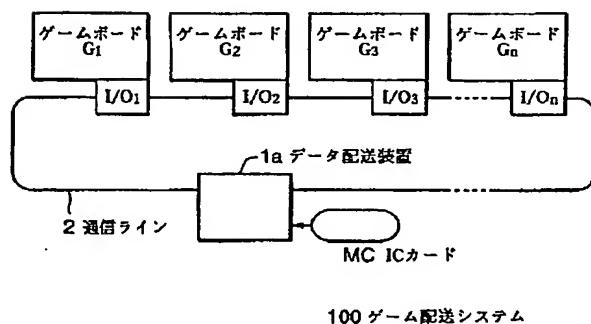 ゲームボード
G1
ゲームボード
G2
ゲームボード
G3
ゲームボード
Gn
I/O1
I/O2
I/O3
I/On
1a データ配送装置
2 通信ライン
MC ICカード
100 ゲーム配送システム